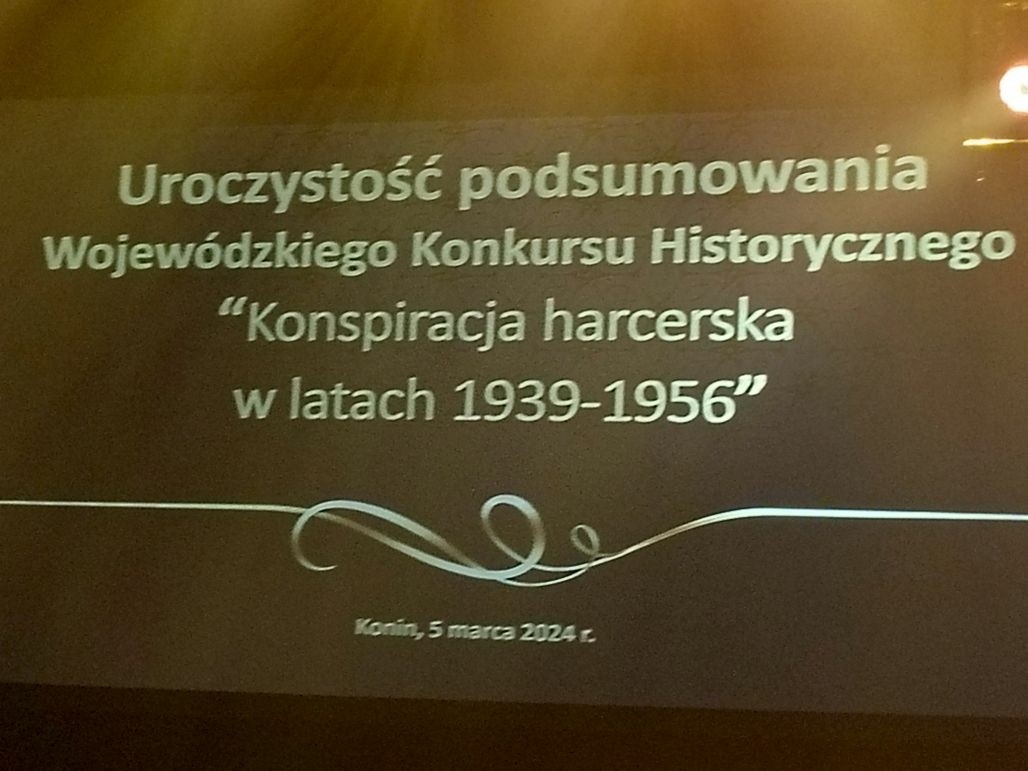 Uroczystość podsumowania
Wojewódzkiego Konkursu Historycznego
“Konspiracja harcerska
w latach 1939-1956”
Konin, 5 marca 2024 r.